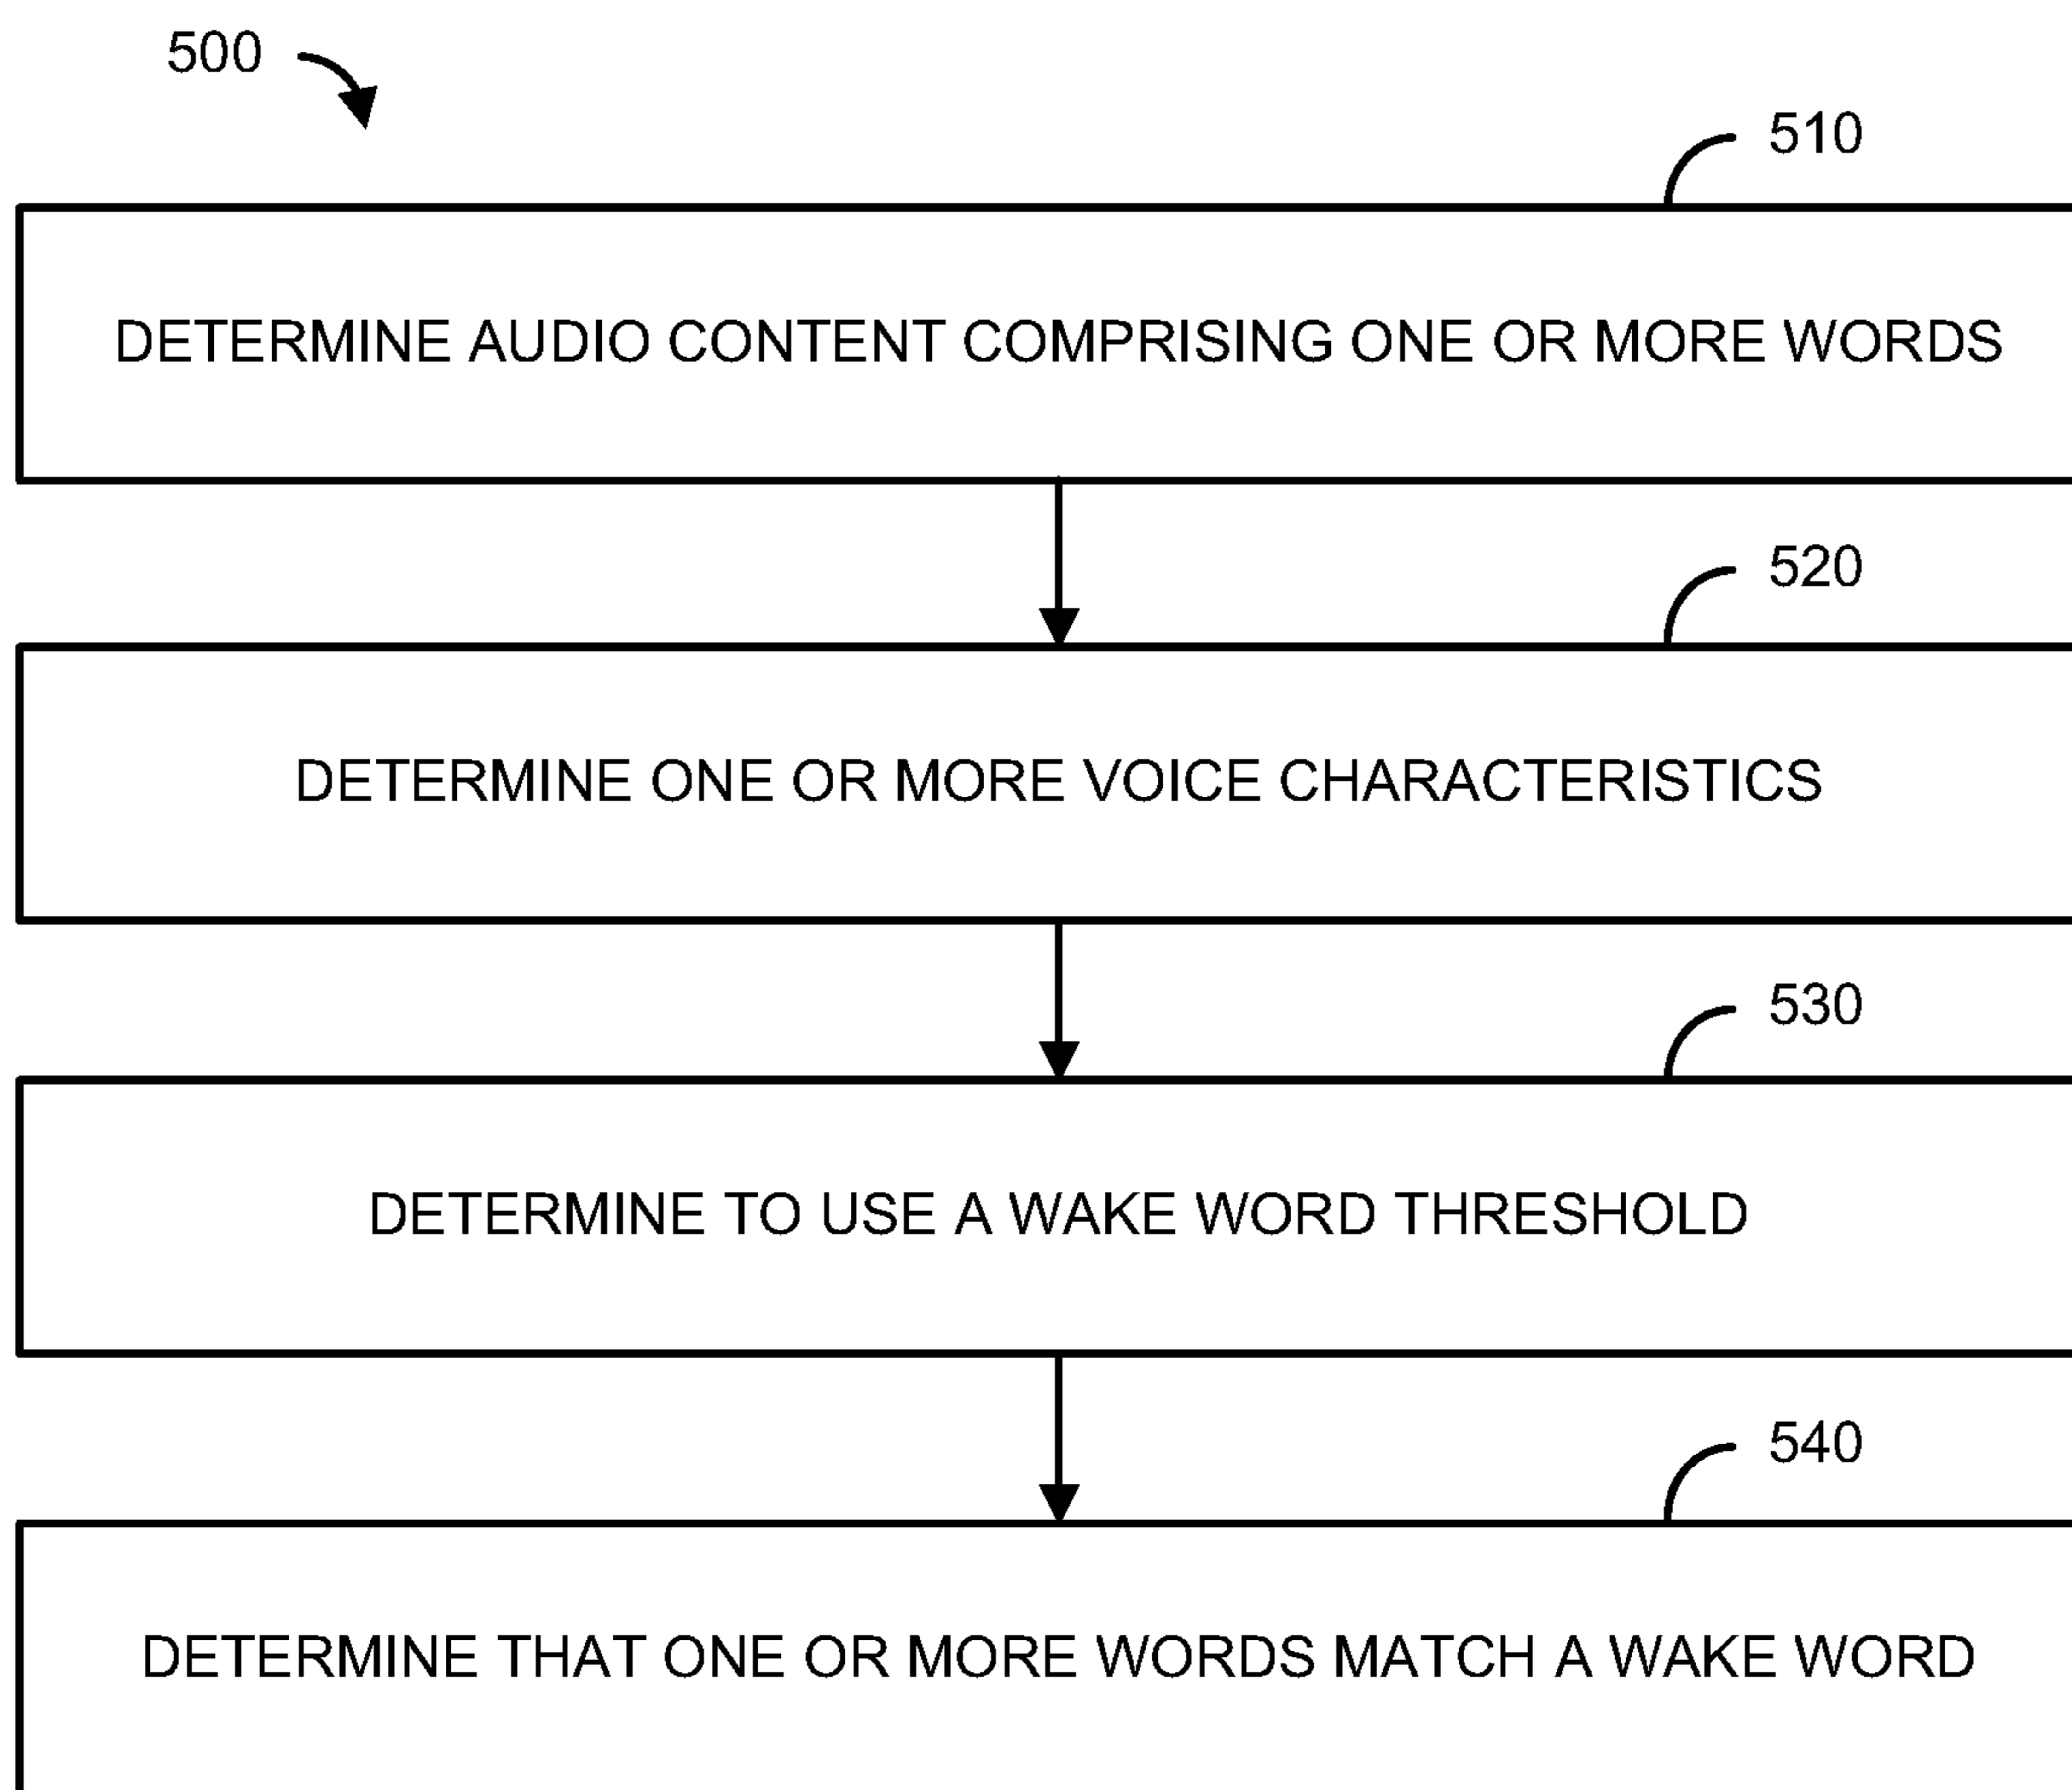 500
510
DETERMINE AUDIO CONTENT COMPRISING ONE OR MORE WORDS
520
DETERMINE ONE OR MORE VOICE CHARACTERISTICS
530
DETERMINE TO USE A WAKE WORD THRESHOLD
540
DETERMINE THAT ONE OR MORE WORDS MATCH A WAKE WORD